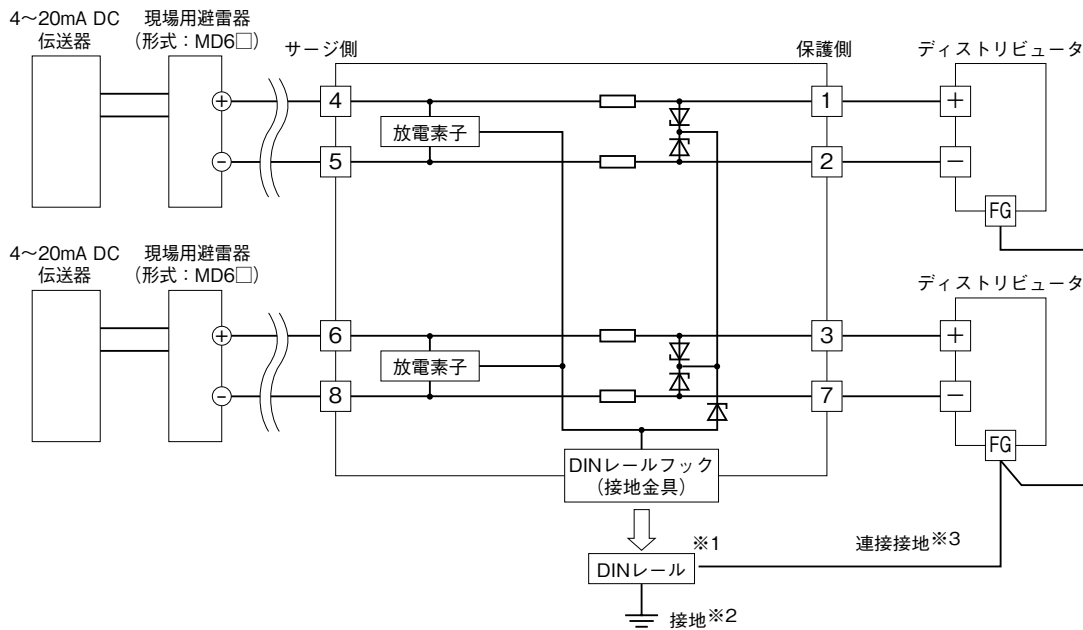 4～20mA DC
伝送器
現場用避雷器
（形式：MD6□）
サージ側
保護側
ディストリビュータ
＋
－
4
5
放電素子
1
2
＋
－
FG
4～20mA DC
伝送器
現場用避雷器
（形式：MD6□）
ディストリビュータ
＋
－
6
8
放電素子
3
7
＋
－
FG
DINレールフック
（接地金具）
※1
DINレール
連接接地※3
接地※2